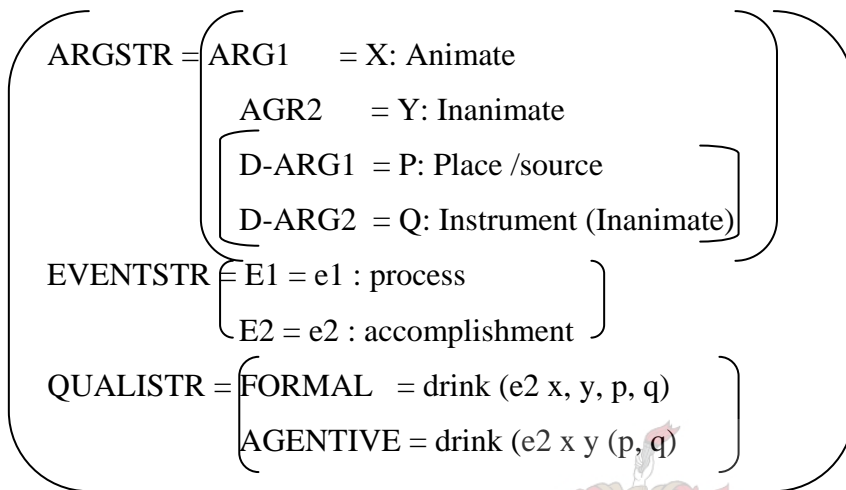 ARGSTR = ARG1 = X: Animate
AGR2 = Y: Inanimate
D-ARG1 = P: Place /source
D-ARG2 = Q: Instrument (Inanimate)
EVENTSTR = E1 = e1 : process
E2 = e2 : accomplishment
QUALISTR = FORMAL = drink (e2 x, y, p, q)
AGENTIVE = drink (e2 x y (p, q)